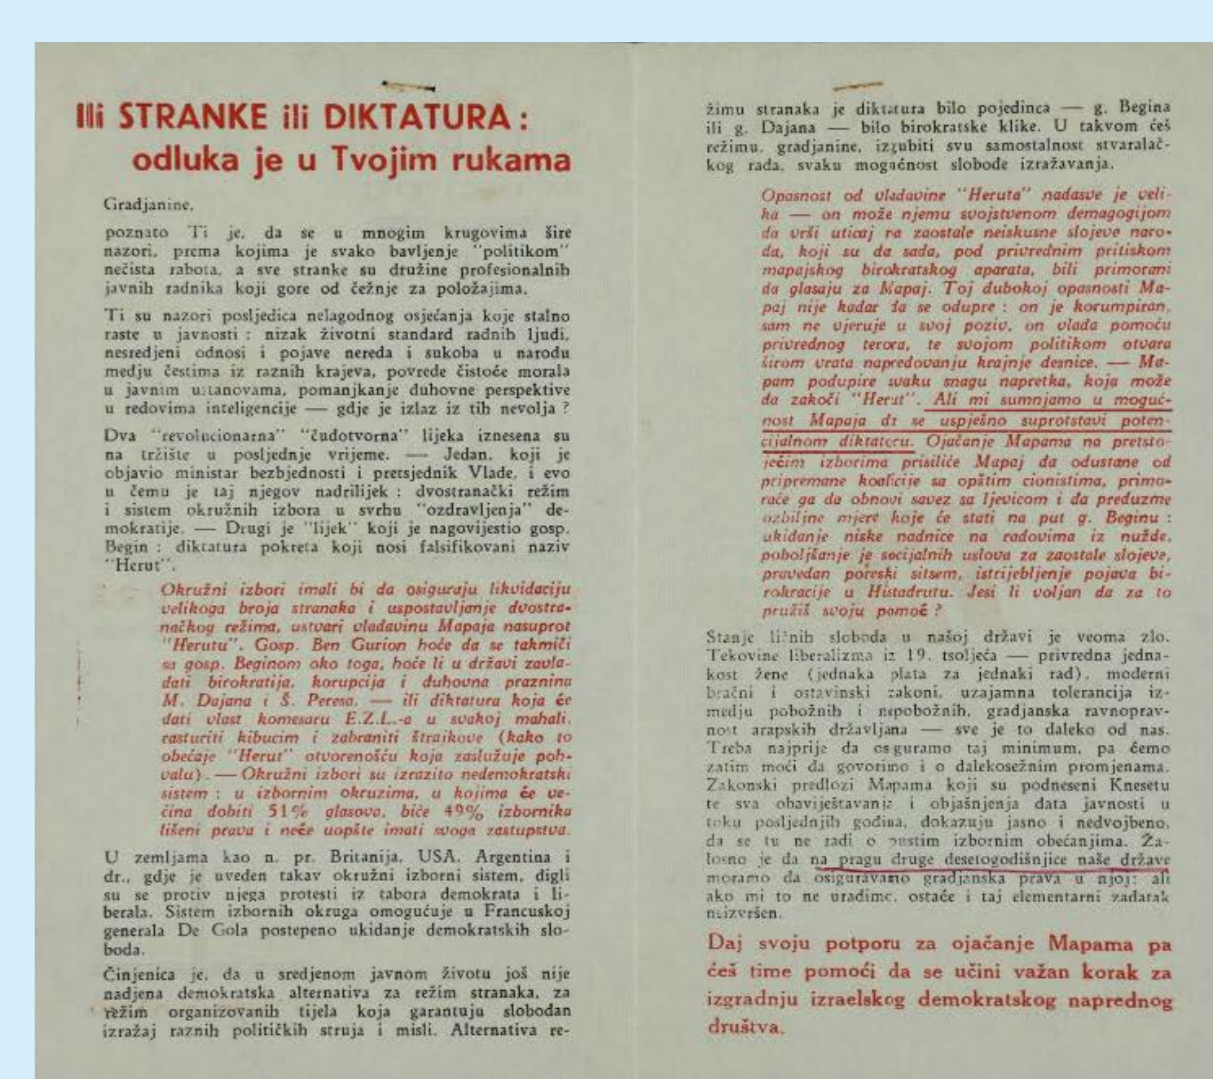 Ili STRANKE ili DIKTATURA :
odluka je u Tvojim rukama
Gradjanine,
poznato Ti je, da se u mnogim krugovima šire
nazori, prema kojima je svako bavljenje "politikom"
nečista rabota, a sve stranke su družine profesionalnih
javnih radnika koji gore od čežnje za položajima.
Ti su nazori posljedica nelagodnog osjećanja koje stalno
raste u javnosti : nizak životni standard radnih ljudi,
nesredjeni odnosi i pojave nereda i sukoba u narodu
medju čestima iz raznih krajeva, povrede čistoće morala
u javnim ustanovama, pomanjkanje duhovne perspektive
u redovima inteligencije — gdje je izlaz iz tih nevolja ?
Dva "revolucionarna" "čudotvorna" lijeka iznesena su
na tržište u posljednje vrijeme. — Jedan, koji je
objavio ministar bezbjednosti i pretsjednik Vlade, i evo
u čemu je taj njegov nadrilijek : dvostranački režim
i sistem okružnih izbora u svrhu "ozdravljenja" de-
mokratije. — Drugi je "lijek" koji je nagovijestio gosp.
Begin : diktatura pokreta koji nosi falsifikovani naziv
"Herut".
Okružni izbori imali bi da osiguraju likvidaciju
velikoga broja stranaka i uspostavljanje dvostra-
načkog režima, ustvari vladavinu Mapaja nasuprot
"Herutu". Gosp. Ben Gurion hoće da se takmiči
sa gosp. Beginom oko toga, hoće li u državi zavla-
dati birokratija, korupcija i duhovna praznina
M. Dajana i Š. Peresa, — ili diktatura koja će
dati vlast komesaru E.Z.L.-a u svakoj mahali,
rasturiti kibucim i zabraniti štrajkove (kako to
obećaje "Herut" otvorenošću koja zaslužuje poh-
valu). — Okružni izbori su izrazito nedemokratski
sistem : u izbornim okruzima, u kojima će ve-
ćina dobiti 51% glasova, biće 49% izbornika
lišeni prava i neće uopšte imati svoga zastupstva.
U zemljama kao n. pr. Britanija, USA, Argentina i
dr., gdje je uveden takav okružni izborni sistem, digli
su se protiv njega protesti iz tabora demokrata i li-
berala. Sistem izbornih okruga omogućuje u Francuskoj
generala De Gola postepeno ukidanje demokratskih slo-
boda.
Činjenica je, da u sredjenom javnom životu još nije
nadjena demokratska alternativa za režim stranaka, za
režim organizovanih tijela koja garantuju slobodan
izražaj raznih političkih struja i misli. Alternativa re-
žimu stranaka je diktatura bilo pojedinca — g. Begina
ili g. Dajana — bilo birokratske klike. U takvom ćeš
režimu, gradjanine, izgubiti svu samostalnost stvaralač-
kog rada, svaku mogućnost slobode izražavanja.
Opasnost od vladavine "Heruta" nadasve je veli-
ka — on može njemu svojstvenom demagogijom
da vrši uticaj na zaostale neiskusne slojeve naro-
da, koji su da sada, pod privrednim pritiskom
mapajskog birokratskog aparata, bili primorani
da glasaju za Mapaj. Toj dubokoj opasnosti Ma-
paj nije kadar da se odupre : on je korumpiran,
sam ne vjeruje u svoj poziv, on vlada pomoću
privrednog terora, te svojom politikom otvara
širom vrata napredovanju krajnje desnice. — Ma-
pam podupire svaku snagu napretka, koja može
da zakoči "Herut". Ali mi sumnjamo u moguć-
nost Mapaja da se uspješno suprotstavi poten-
cijalnom diktatoru. Ojačanje Mapama na pretsto-
jećim izborima prisiliće Mapaj da odustane od
pripremane koalicije sa opštim cionistima, primo-
raće ga da obnovi savez sa ljevicom i da preduzme
ozbiljne mjere koje će stati na put g. Beginu :
ukidanje niske nadnice na radovima iz nužde,
poboljšanje je socijalnih uslova za zaostale slojeve,
pravedan poreski sitsem, istrijebljenje pojava bi-
rokracije u Histadrutu. Jesi li voljan da za to
pružiš svoju pomoć ?
Stanje ličnih sloboda u našoj državi je veoma zlo.
Tekovine liberalizma iz 19. tsoljeća — privredna jedna-
kost žene (jednaka plata za jednaki rad), moderni
bračni i ostavinski zakoni, uzajamna tolerancija iz-
medju pobožnih i nepobožnih, gradjanska ravnoprav-
nost arapskih državljana — sve je to daleko od nas.
Treba najprije da osguramo taj minimum, pa ćemo
zatim moći da govorimo i o dalekosežnim promjenama.
Zakonski predlozi Mapama koji su podneseni Knesetu
te sva obaviještavanja i objašnjenja data javnosti u
toku posljednjih godina, dokazuju jasno i nedvojbeno,
da se tu ne radi o pustim izbornim obećanjima. Ža-
losno je da na pragu druge desetogodišnjice naše države
moramo da osiguravamo gradjanska prava u njoj; ali
ako mi to ne uradimo, ostaće i taj elementarni zadatak
neizvršen.
Daj svoju potporu za ojačanje Mapama pa
ćeš time pomoći da se učini važan korak za
izgradnju izraelskog demokratskog naprednog
društva.